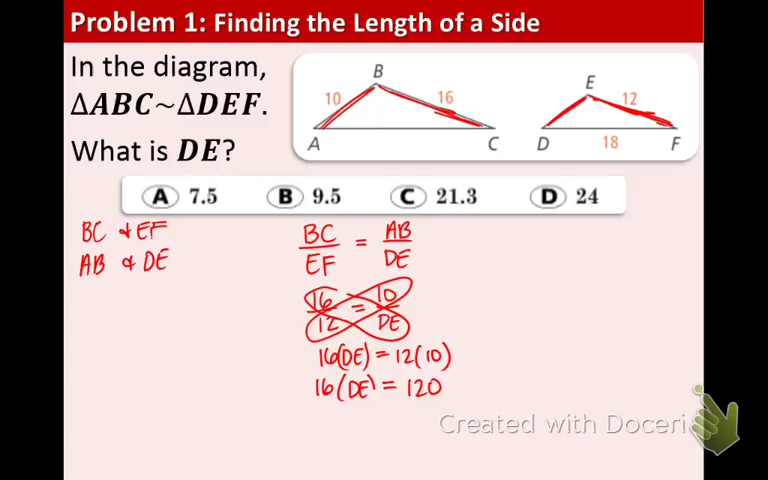 Problem 1: Finding the Length of a Side
In the diagram,
ΔABC~ΔDEF.
What is DE?
B
10
16
A
C
E
12
D
18
F
A 7.5
B 9.5
C 21.3
D 24
BC & EF
AB & DE
BC/EF = AB/DE
16/12 = 10/DE
16(DE) = 12(10)
16(DE) = 120
Created with Doceri